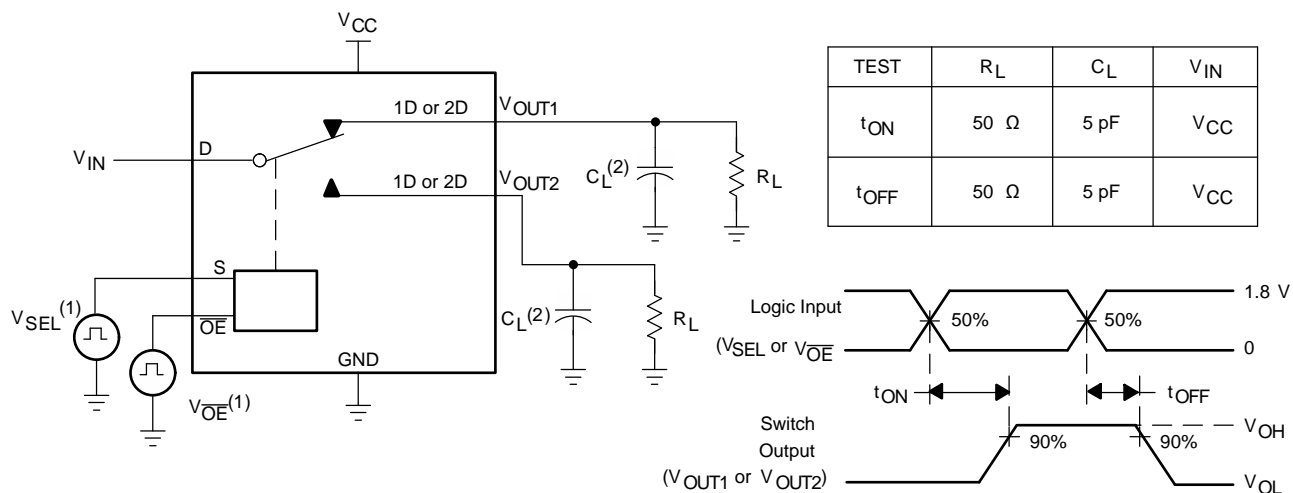 VCC
1D or 2D
VOUT1
VIN
D
CL(2)
RL
1D or 2D
VOUT2
S
VSEL(1)
OE
CL(2)
RL
GND
VOE(1)
TEST RL CL VIN
tON 50 Ω 5 pF VCC
tOFF 50 Ω 5 pF VCC
Logic Input
(VSEL or VOE
50%
50%
1.8 V
0
tON
tOFF
Switch
Output
(VOUT1 or VOUT2)
90%
90%
VOH
VOL